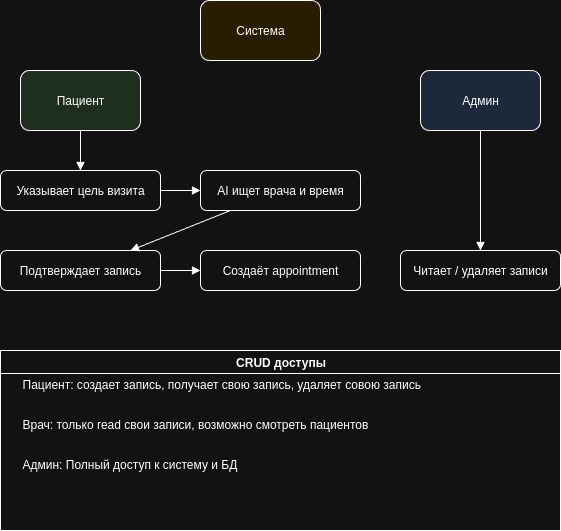 Система
Пациент
Админ
Указывает цель визита
AI ищет врача и время
Подтверждает запись
Создаёт appointment
Читает / удаляет записи
CRUD доступы
Пациент: создает запись, получает свою запись, удаляет совою запись
Врач: только read свои записи, возможно смотреть пациентов
Админ: Полный доступ к систему и БД